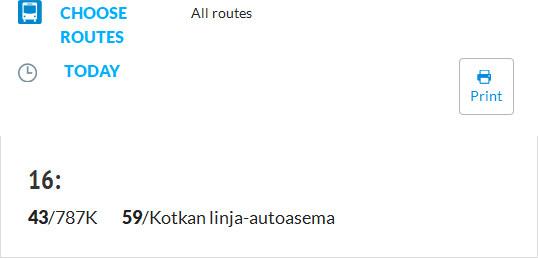 CHOOSE
ROUTES
All routes
TODAY
Print
16:
43/787K 59/Kotkan linja-autoasema